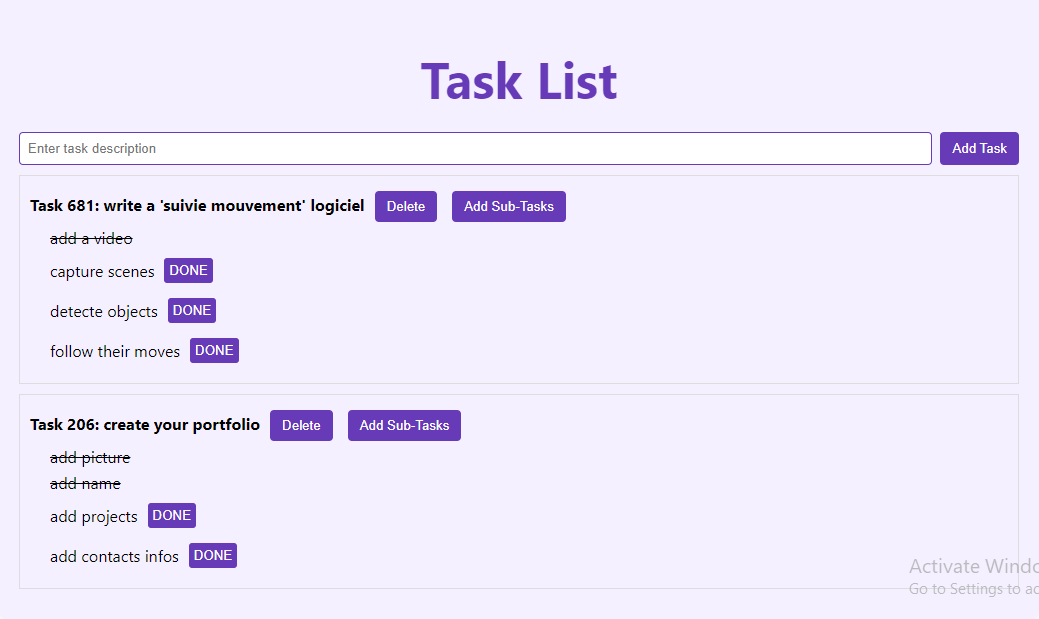 Task List
Enter task description Add Task
Task 681: write a 'suivie mouvement' logiciel Delete Add Sub-Tasks
add a video
capture scenes DONE
detecte objects DONE
follow their moves DONE
Task 206: create your portfolio Delete Add Sub-Tasks
add picture
add name
add projects DONE
add contacts infos DONE
Activate Windo
Go to Settings to ac